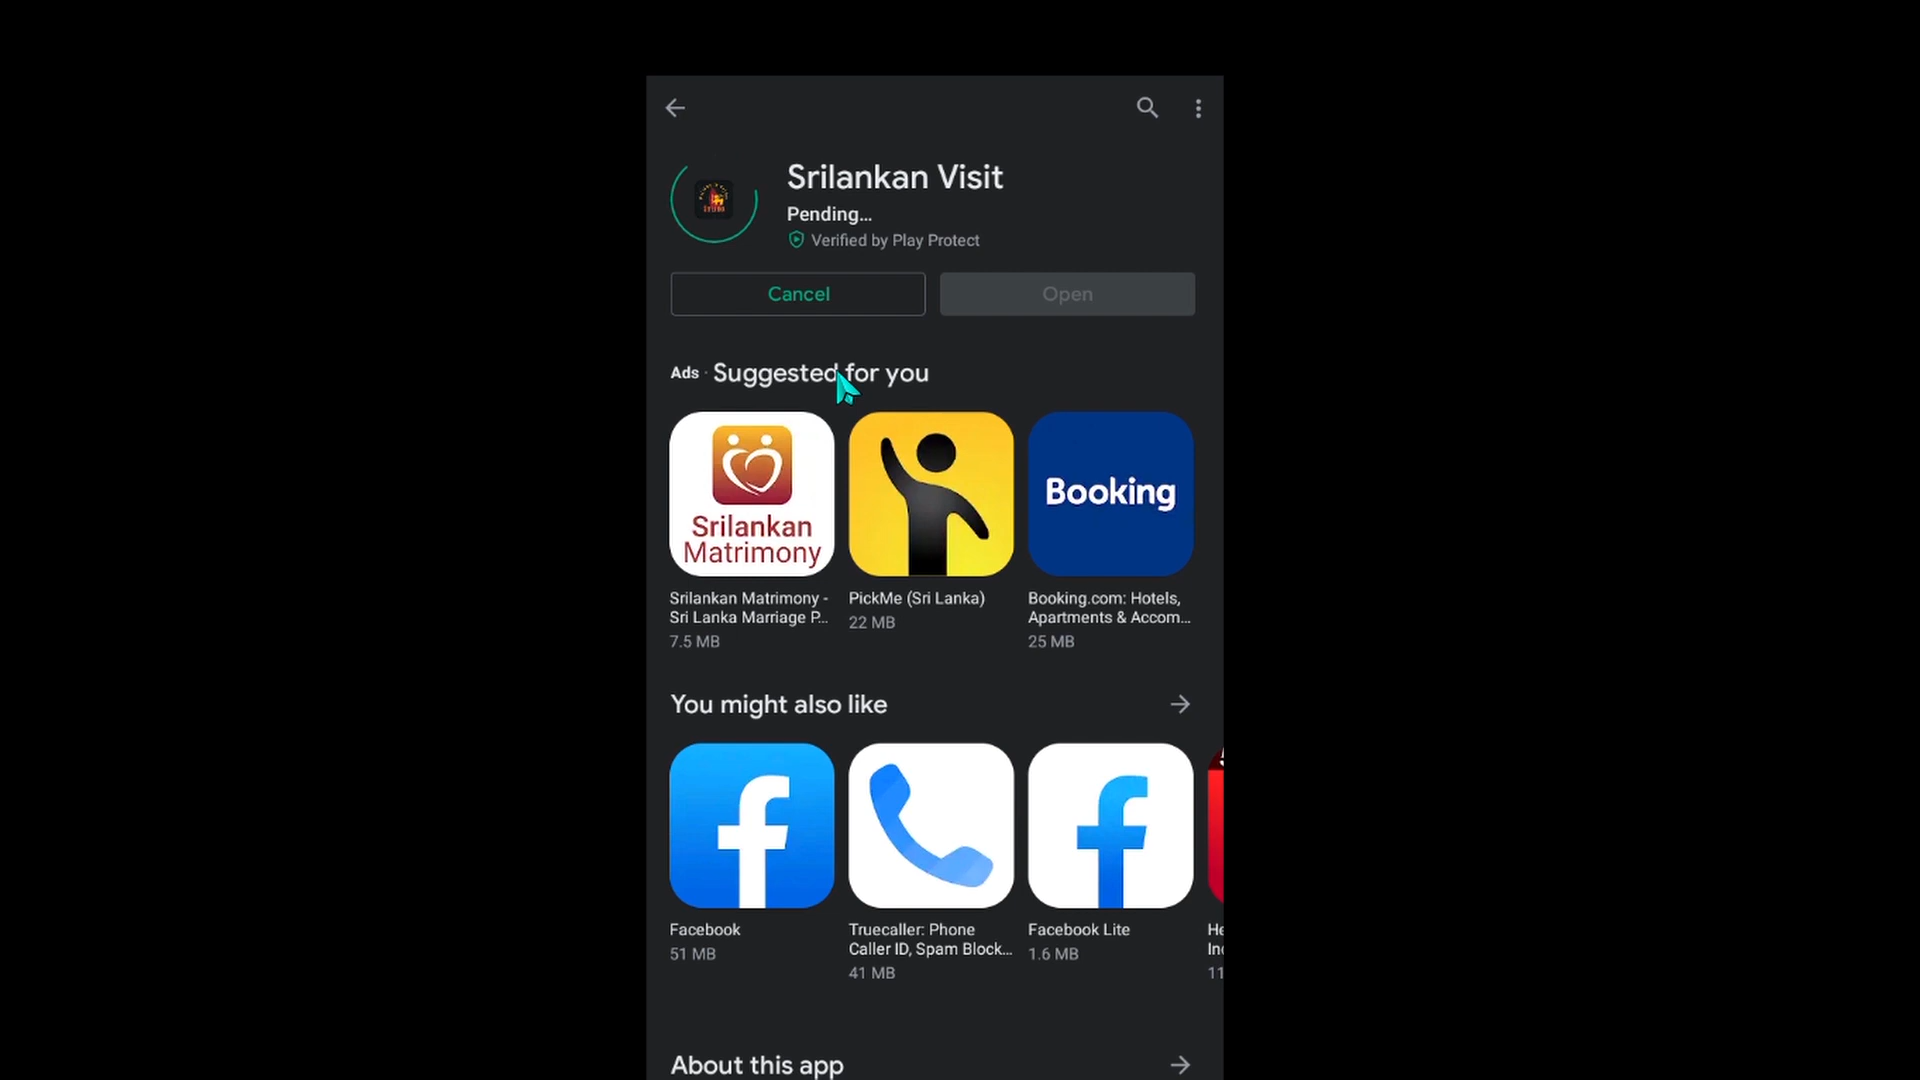 Srilankan Visit
Pending...
Verified by Play Protect
Cancel
Open
Ads · Suggested for you
Srilankan
Matrimony
Booking
Srilankan Matrimony -
Sri Lanka Marriage P...
7.5 MB
PickMe (Sri Lanka)
22 MB
Booking.com: Hotels,
Apartments & Accom...
25 MB
You might also like
Facebook
51 MB
Truecaller: Phone
Caller ID, Spam Block...
41 MB
Facebook Lite
1.6 MB
About this app